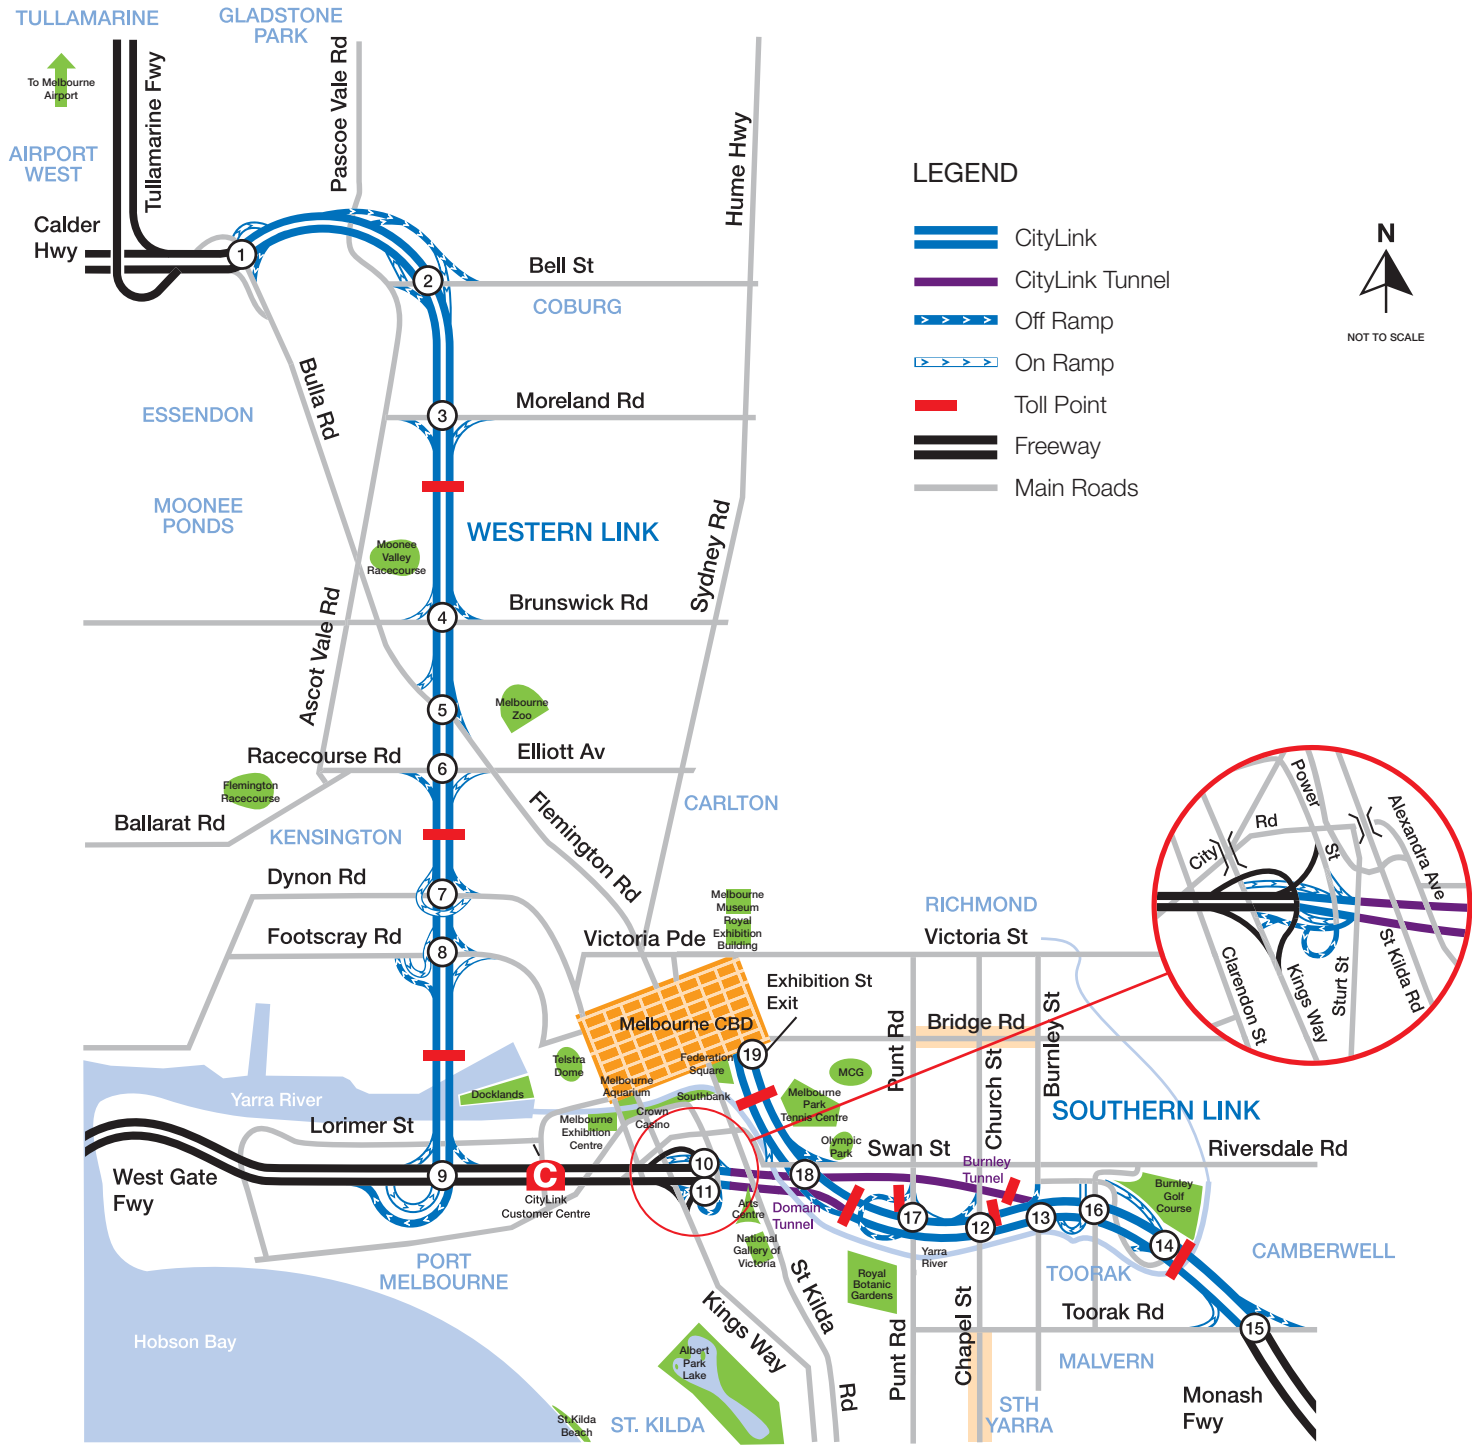 TULLAMARINE
GLADSTONE
PARK
To Melbourne
Airport
Tullamarine Fwy
Pascoe Vale Rd
Hume Hwy
AIRPORT
WEST
Calder
Hwy
1
2
Bell St
COBURG
LEGEND
CityLink
CityLink Tunnel
Off Ramp
On Ramp
Toll Point
Freeway
Main Roads
N
NOT TO SCALE
Bulla Rd
ESSENDON
3
Moreland Rd
MOONEE
PONDS
WESTERN LINK
Moonee
Valley
Racecourse
Sydney Rd
Ascot Vale Rd
4
Brunswick Rd
5
Melbourne
Zoo
Racecourse Rd
6
Elliott Av
Flemington
Racecourse
Ballarat Rd
KENSINGTON
Flemington Rd
CARLTON
Dynon Rd
7
Footscray Rd
8
Melbourne
Museum
Royal
Exhibition
Building
Victoria Pde
RICHMOND
Victoria St
Power
St
Rd
City
Alexandra Ave
Clarendon St
Kings Way
Sturt St
St Kilda Rd
Exhibition St
Exit
Melbourne CBD
19
Punt Rd
Bridge Rd
Church St
Burnley St
Telstra
Dome
Federation
Square
MCG
Melbourne
Aquarium
Southbank
Melbourne
Park
Tennis Centre
Docklands
Yarra River
Lorimer St
Melbourne
Exhibition
Centre
Crown
Casino
Olympic
Park
Swan St
SOUTHERN LINK
Riversdale Rd
West Gate
Fwy
9
C
CityLink
Customer Centre
10
11
18
Burnley
Tunnel
Domain
Tunnel
Arts
Centre
National
Gallery of
Victoria
17
12
13
16
14
Burnley
Golf
Course
Yarra
River
CAMBERWELL
TOORAK
PORT
MELBOURNE
Royal
Botanic
Gardens
St Kilda
Rd
Kings Way
Toorak Rd
15
Hobson Bay
Albert
Park
Lake
Punt Rd
Chapel St
MALVERN
Monash
Fwy
St.Kilda
Beach
ST. KILDA
STH
YARRA